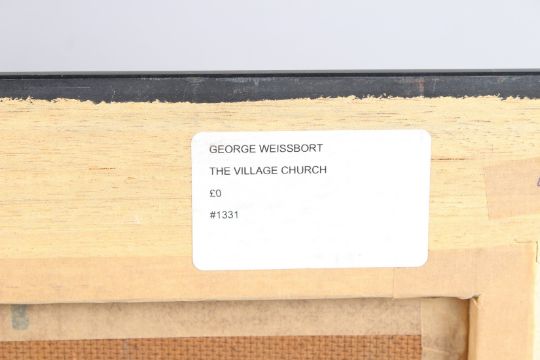 GEORGE WEISSBORT
THE VILLAGE CHURCH
£0
#1331